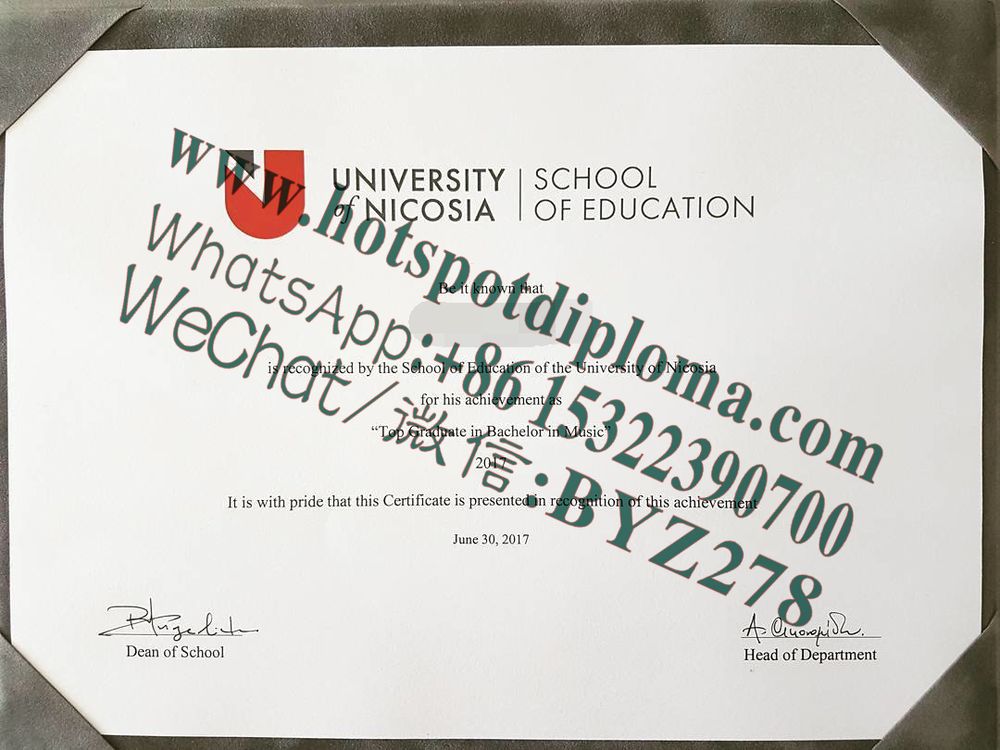 UNIVERSITY
of NICOSIA
SCHOOL
OF EDUCATION
Be it known that
is recognized by the School of Education of the University of Nicosia
for his achievement as
“Top Graduate in Bachelor in Music”
2017
It is with pride that this Certificate is presented in recognition of this achievement
June 30, 2017
Dean of School
Head of Department
www.hotspotdiploma.com
WhatsApp:+86 15322390700
WeChat/微信:BYZ278